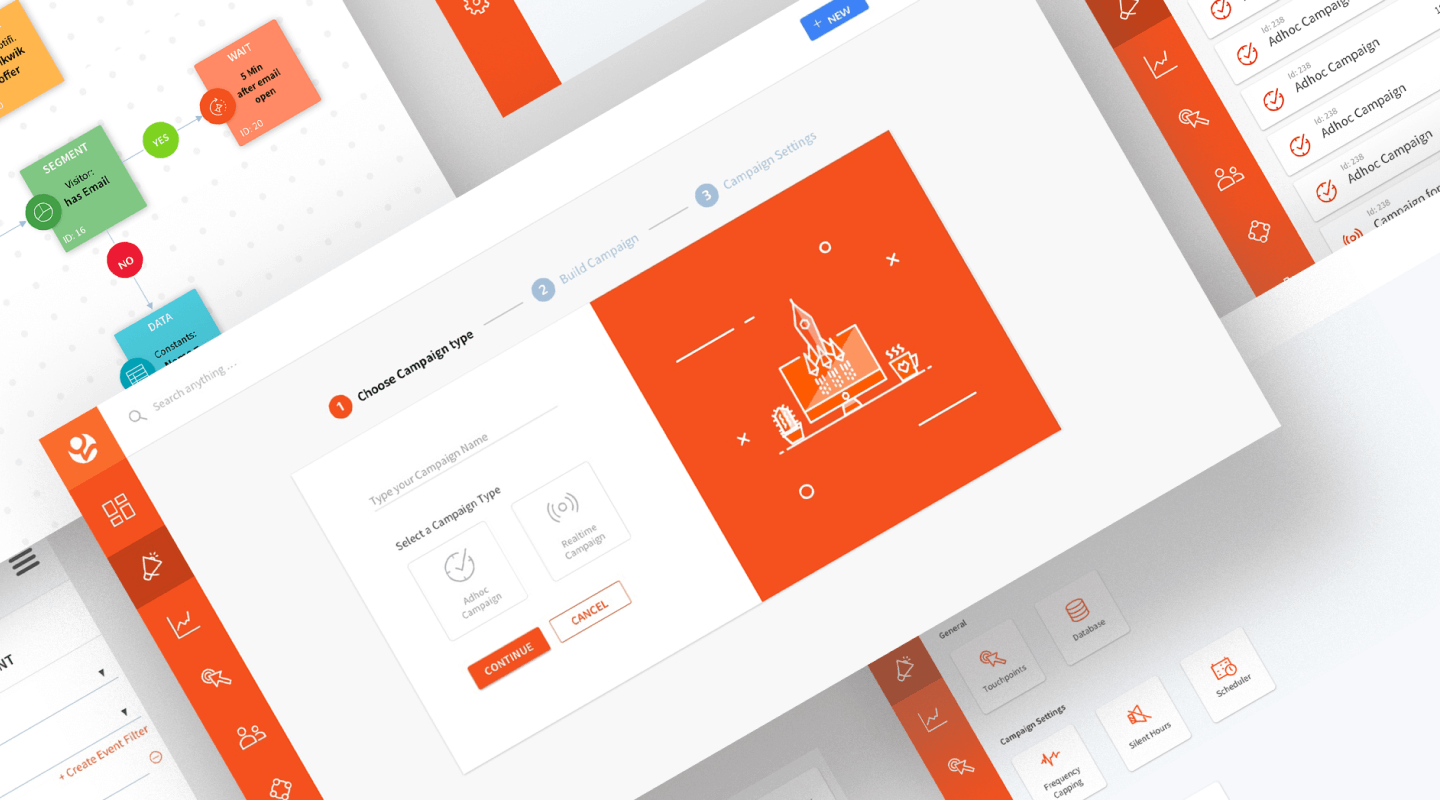 offer
WAIT
5 Min
after email
open
ID: 20
YES
SEGMENT
Visitor:
has Email
ID: 16
NO
DATA
Constants:
Search anything ...
+ NEW
1 Choose Campaign type
2 Build Campaign
3 Campaign Settings
Type your Campaign Name
Select a Campaign Type
Adhoc
Campaign
Realtime
Campaign
CONTINUE
CANCEL
Adhoc Campaign
Id: 238
Adhoc Campaign
Id: 238
Adhoc Campaign
Id: 238
Adhoc Campaign
Id: 238
Adhoc Campaign
Id: 238
Campaign for
+ Create Event Filter
General
Touchpoints
Database
Campaign Settings
Frequency
Capping
Silent Hours
Scheduler